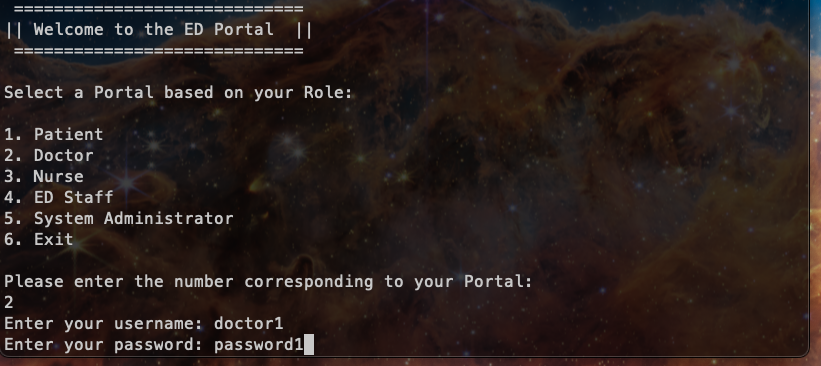 ============================
|| Welcome to the ED Portal  ||
============================
Select a Portal based on your Role:
1. Patient
2. Doctor
3. Nurse
4. ED Staff
5. System Administrator
6. Exit
Please enter the number corresponding to your Portal:
2
Enter your username: doctor1
Enter your password: password1